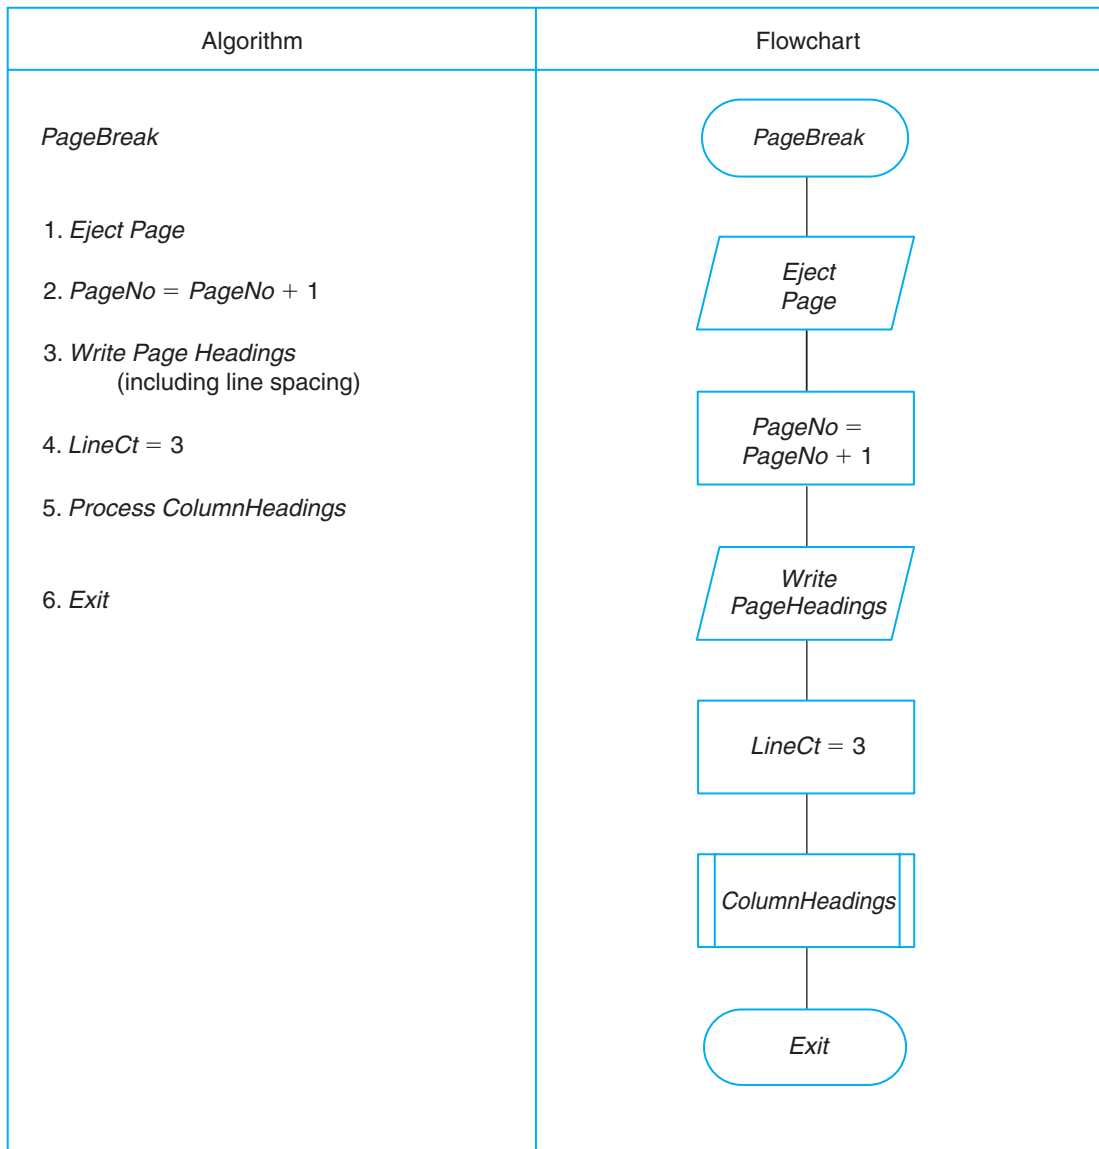 Algorithm
Flowchart
PageBreak
1. Eject Page
2. PageNo = PageNo + 1
3. Write Page Headings
(including line spacing)
4. LineCt = 3
5. Process ColumnHeadings
6. Exit
PageBreak
Eject
Page
PageNo =
PageNo + 1
Write
PageHeadings
LineCt = 3
ColumnHeadings
Exit